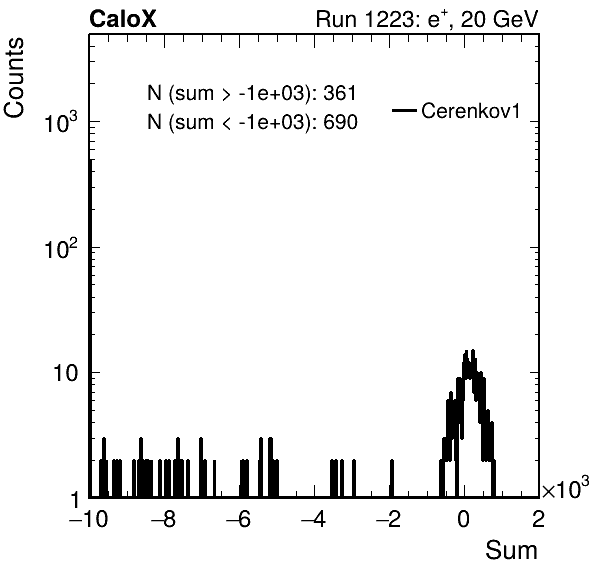 CaloX Run 1223: e⁺, 20 GeV
Counts
N (sum > -1e+03): 361
N (sum < -1e+03): 690
Cerenkov1
10³
10²
10
1
−10 −8 −6 −4 −2 0 2
×10³
Sum